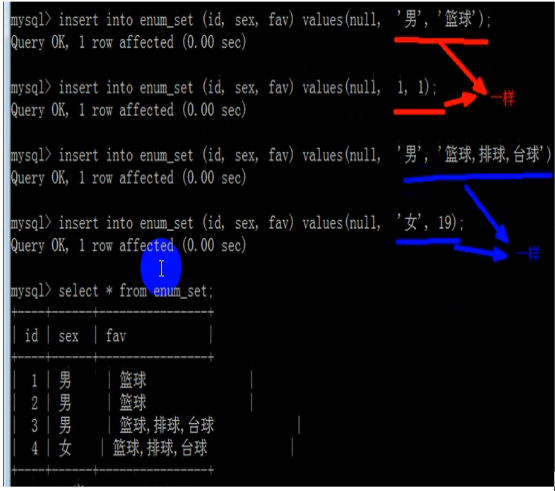 mysql> insert into enum_set (id, sex, fav) values(null, '男', '篮球');
Query OK, 1 row affected (0.00 sec)
mysql> insert into enum_set (id, sex, fav) values(null, 1, 1);
一样
Query OK, 1 row affected (0.00 sec)
mysql> insert into enum_set (id, sex, fav) values(null, '男', '篮球,排球,台球')
Query OK, 1 row affected (0.00 sec)
mysql> insert into enum_set (id, sex, fav) values(null, '女', 19);
Query OK, 1 row affected (0.00 sec)
一样
mysql> select * from enum_set;
+----+-----+----------------+
| id | sex | fav |
+----+-----+----------------+
| 1 | 男 | 篮球 |
| 2 | 男 | 篮球 |
| 3 | 男 | 篮球,排球,台球 |
| 4 | 女 | 篮球,排球,台球 |
+----+-----+----------------+